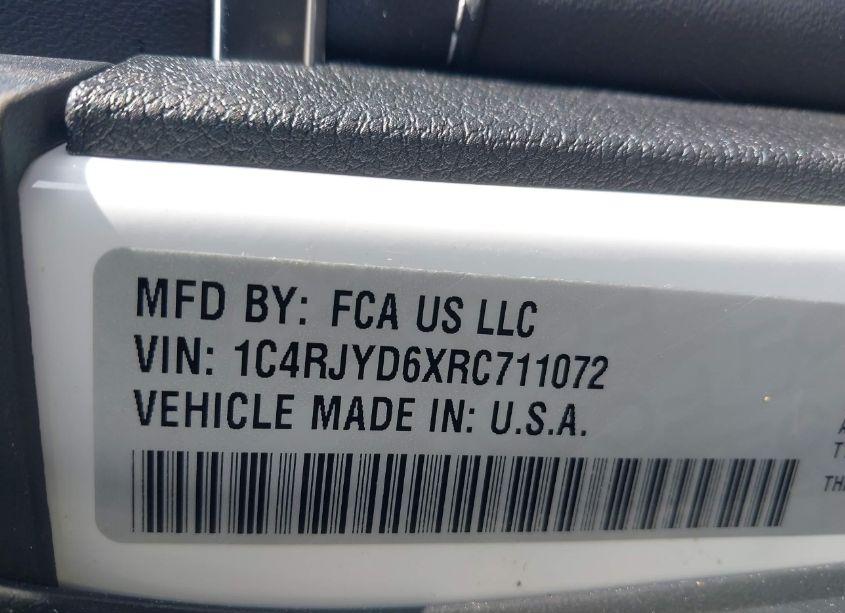 MFD BY: FCA US LLC
VIN: 1C4RJYD6XRC711072
VEHICLE MADE IN: U.S.A.